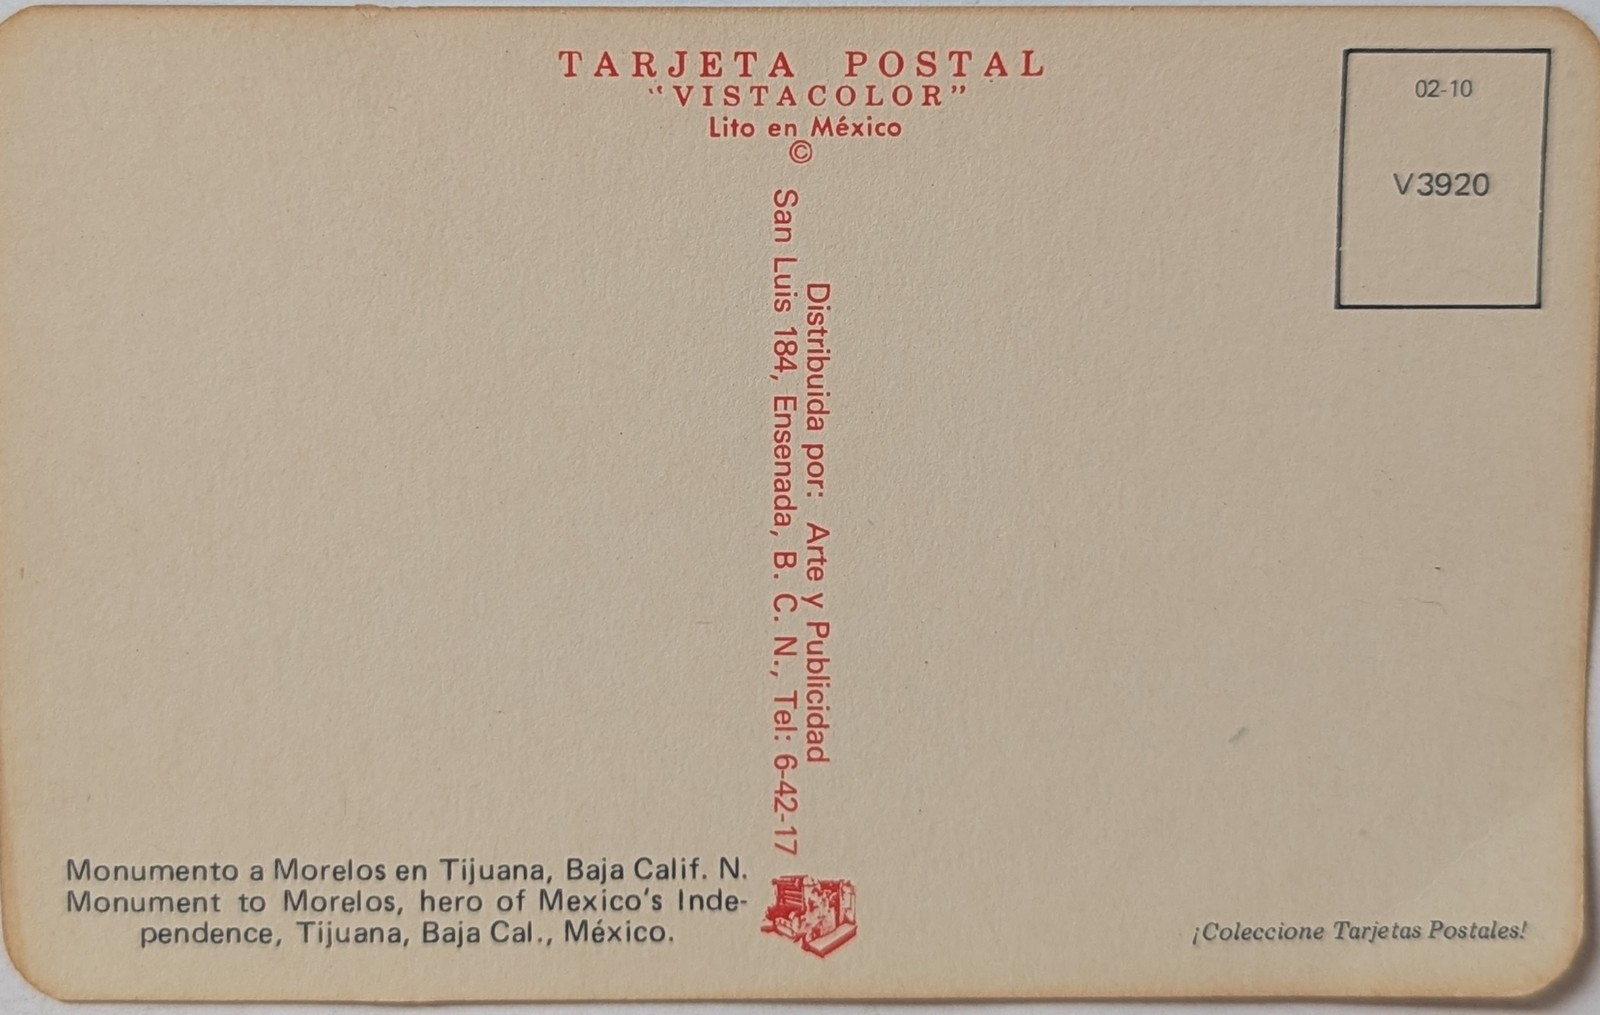 TARJETA POSTAL
"VISTACOLOR"
Lito en México
©
Distribuida por: Arte y Publicidad
San Luis 184, Ensenada, B. C. N., Tel: 6-42-17
02-10
V3920
Monumento a Morelos en Tijuana, Baja Calif. N.
Monument to Morelos, hero of Mexico's Inde-
pendence, Tijuana, Baja Cal., México.
¡Coleccione Tarjetas Postales!